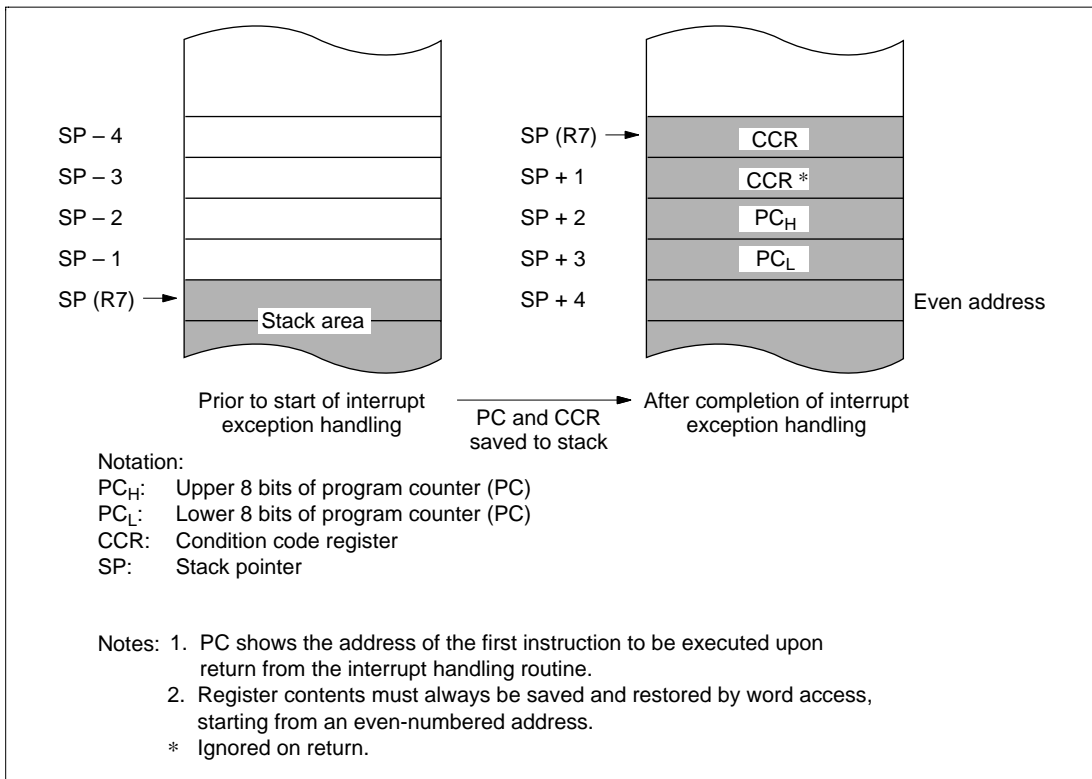 SP – 4
SP – 3
SP – 2
SP – 1
SP (R7)
Stack area
SP (R7)
SP + 1
SP + 2
SP + 3
SP + 4
CCR
CCR *
PCH
PCL
Even address
Prior to start of interrupt
exception handling
PC and CCR
saved to stack
After completion of interrupt
exception handling
Notation:
PCH: Upper 8 bits of program counter (PC)
PCL: Lower 8 bits of program counter (PC)
CCR: Condition code register
SP: Stack pointer
Notes: 1. PC shows the address of the first instruction to be executed upon
return from the interrupt handling routine.
2. Register contents must always be saved and restored by word access,
starting from an even-numbered address.
* Ignored on return.